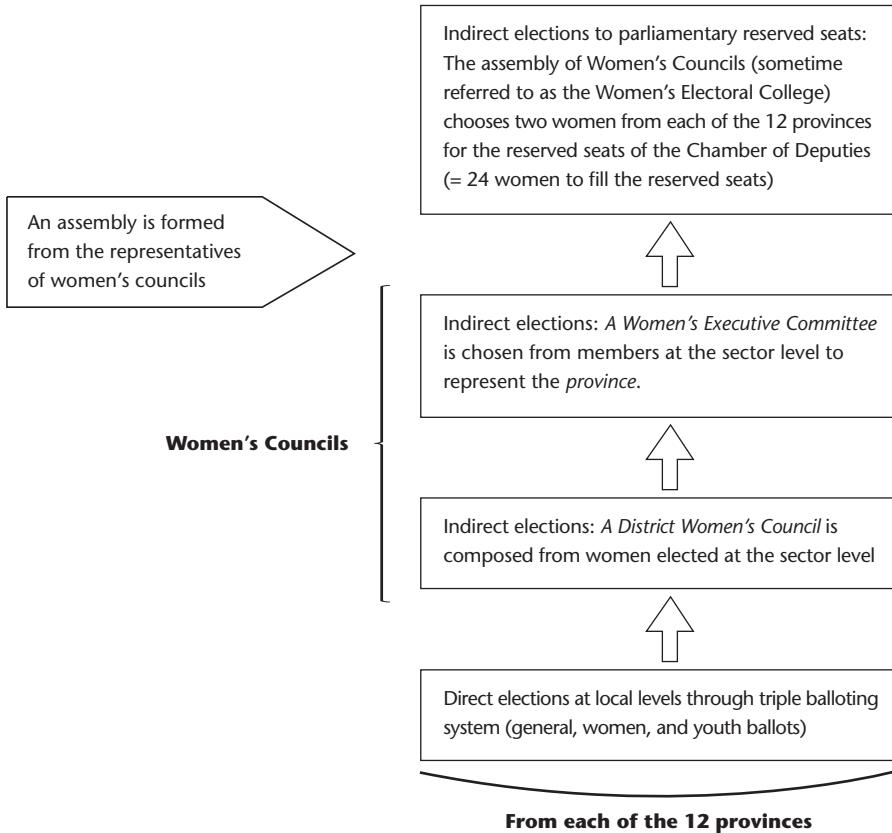 Indirect elections to parliamentary reserved seats:
The assembly of Women’s Councils (sometime
referred to as the Women’s Electoral College)
chooses two women from each of the 12 provinces
for the reserved seats of the Chamber of Deputies
(= 24 women to fill the reserved seats)
An assembly is formed
from the representatives
of women’s councils
Indirect elections: A Women’s Executive Committee
is chosen from members at the sector level to
represent the province.
Women’s Councils
Indirect elections: A District Women’s Council is
composed from women elected at the sector level
Direct elections at local levels through triple balloting
system (general, women, and youth ballots)
From each of the 12 provinces